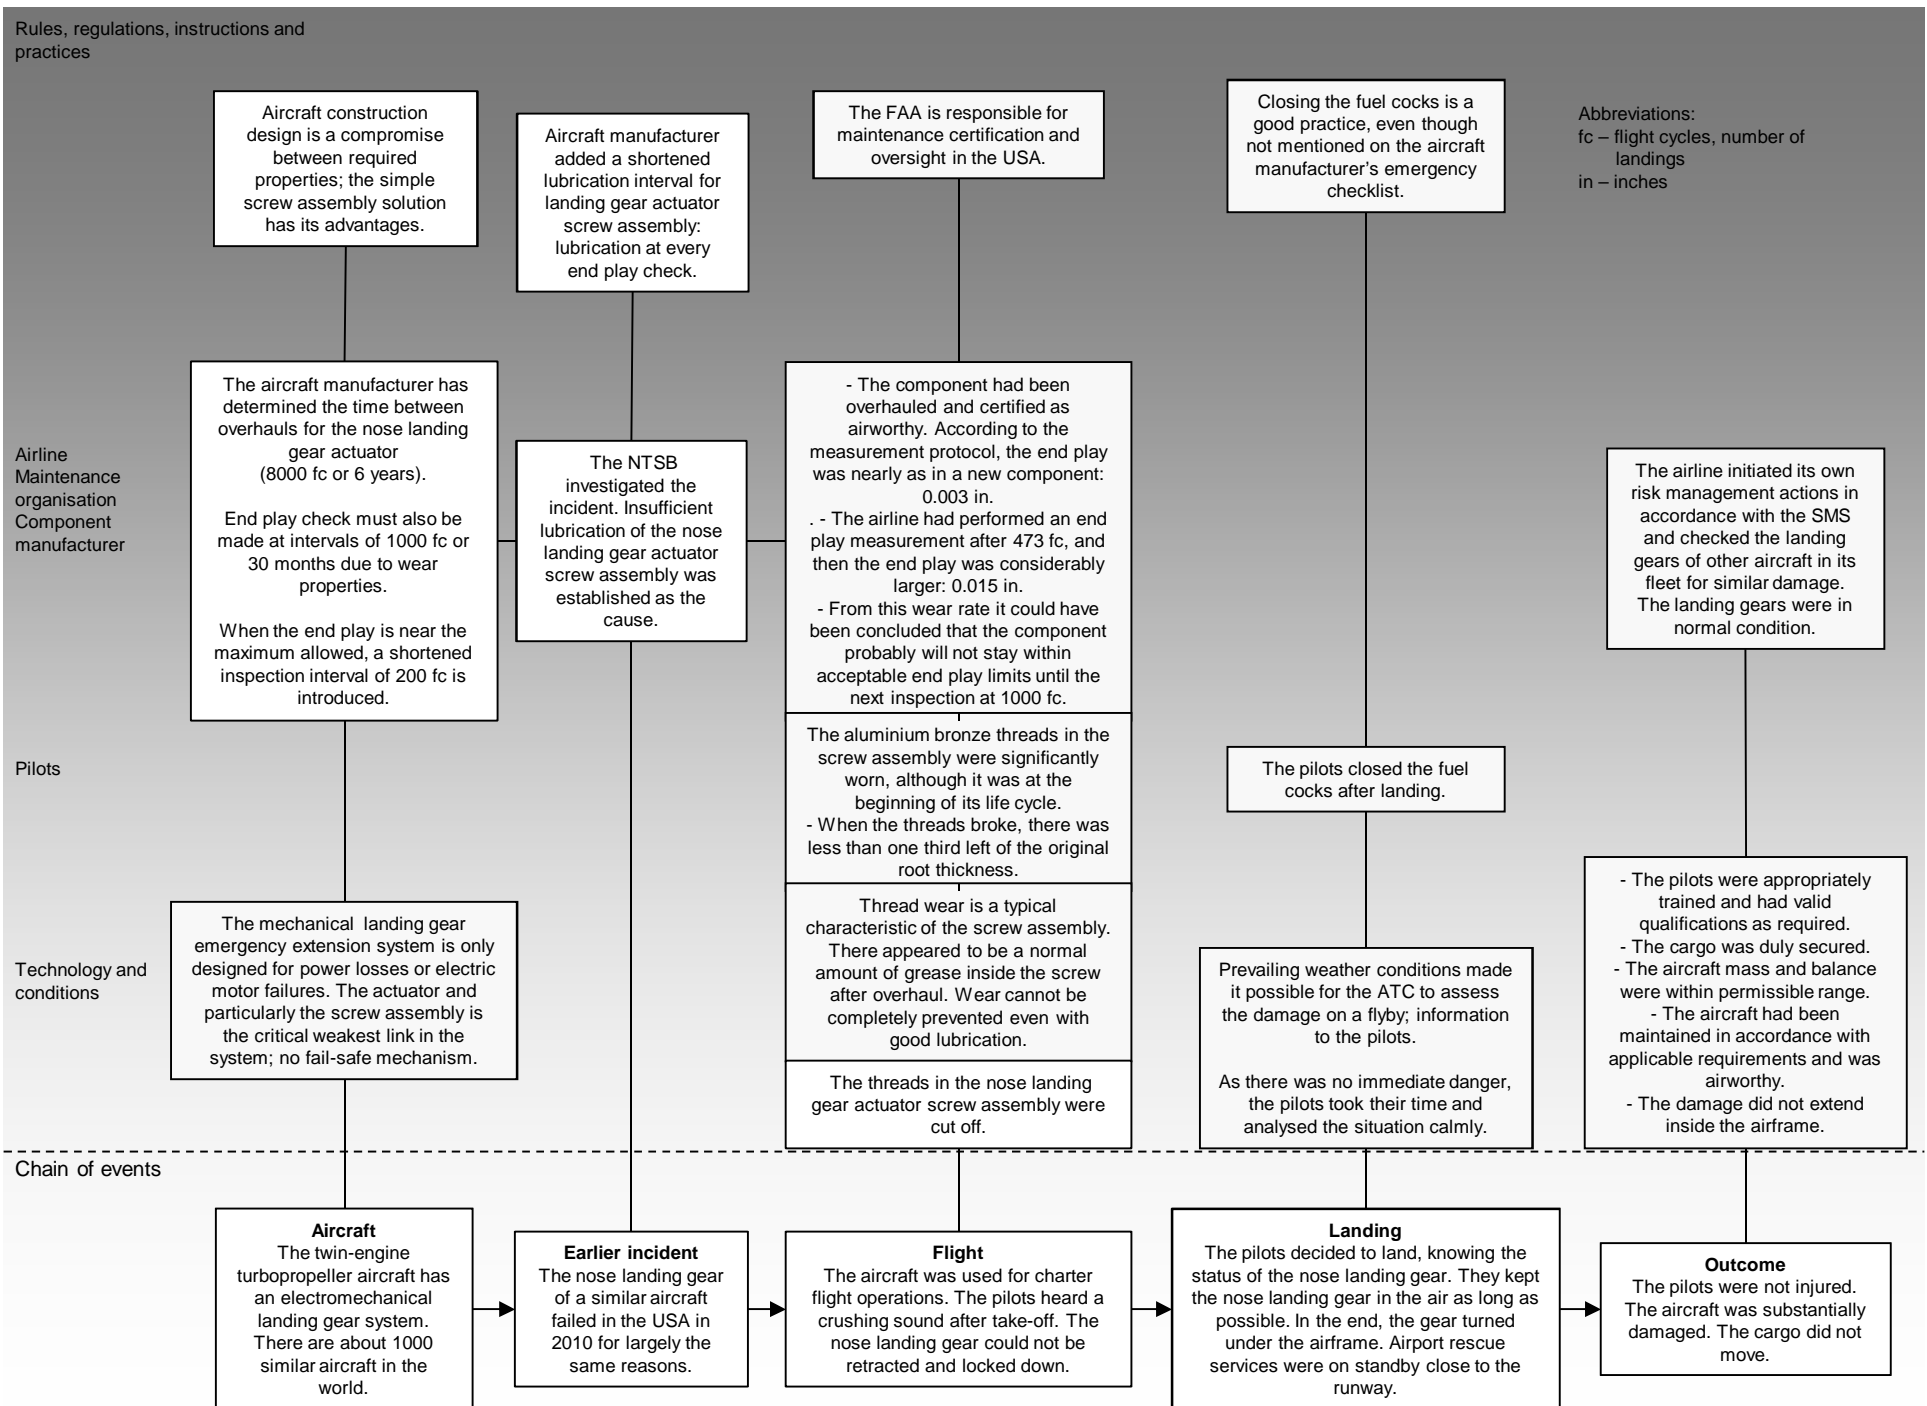 Rules, regulations, instructions and
practices
Aircraft construction
design is a compromise
between required
properties; the simple
screw assembly solution
has its advantages.
Aircraft manufacturer
added a shortened
lubrication interval for
landing gear actuator
screw assembly:
lubrication at every
end play check.
The FAA is responsible for
maintenance certification and
oversight in the USA.
Closing the fuel cocks is a
good practice, even though
not mentioned on the aircraft
manufacturer's emergency
checklist.
Abbreviations:
fc – flight cycles, number of
landings
in – inches
Airline
Maintenance
organisation
Component
manufacturer
The aircraft manufacturer has
determined the time between
overhauls for the nose landing
gear actuator
(8000 fc or 6 years).
End play check must also be
made at intervals of 1000 fc or
30 months due to wear
properties.
When the end play is near the
maximum allowed, a shortened
inspection interval of 200 fc is
introduced.
The NTSB
investigated the
incident. Insufficient
lubrication of the nose
landing gear actuator
screw assembly was
established as the
cause.
- The component had been
overhauled and certified as
airworthy. According to the
measurement protocol, the end play
was nearly as in a new component:
0.003 in.
. - The airline had performed an end
play measurement after 473 fc, and
then the end play was considerably
larger: 0.015 in.
- From this wear rate it could have
been concluded that the component
probably will not stay within
acceptable end play limits until the
next inspection at 1000 fc.
The airline initiated its own
risk management actions in
accordance with the SMS
and checked the landing
gears of other aircraft in its
fleet for similar damage.
The landing gears were in
normal condition.
Pilots
The aluminium bronze threads in the
screw assembly were significantly
worn, although it was at the
beginning of its life cycle.
- When the threads broke, there was
less than one third left of the original
root thickness.
The pilots closed the fuel
cocks after landing.
Technology and
conditions
The mechanical landing gear
emergency extension system is only
designed for power losses or electric
motor failures. The actuator and
particularly the screw assembly is
the critical weakest link in the
system; no fail-safe mechanism.
Thread wear is a typical
characteristic of the screw assembly.
There appeared to be a normal
amount of grease inside the screw
after overhaul. Wear cannot be
completely prevented even with
good lubrication.
The threads in the nose landing
gear actuator screw assembly were
cut off.
Prevailing weather conditions made
it possible for the ATC to assess
the damage on a flyby; information
to the pilots.
As there was no immediate danger,
the pilots took their time and
analysed the situation calmly.
- The pilots were appropriately
trained and had valid
qualifications as required.
- The cargo was duly secured.
- The aircraft mass and balance
were within permissible range.
- The aircraft had been
maintained in accordance with
applicable requirements and was
airworthy.
- The damage did not extend
inside the airframe.
Chain of events
Aircraft
The twin-engine
turbopropeller aircraft has
an electromechanical
landing gear system.
There are about 1000
similar aircraft in the
world.
Earlier incident
The nose landing gear
of a similar aircraft
failed in the USA in
2010 for largely the
same reasons.
Flight
The aircraft was used for charter
flight operations. The pilots heard a
crushing sound after take-off. The
nose landing gear could not be
retracted and locked down.
Landing
The pilots decided to land, knowing the
status of the nose landing gear. They kept
the nose landing gear in the air as long as
possible. In the end, the gear turned
under the airframe. Airport rescue
services were on standby close to the
runway.
Outcome
The pilots were not injured.
The aircraft was substantially
damaged. The cargo did not
move.